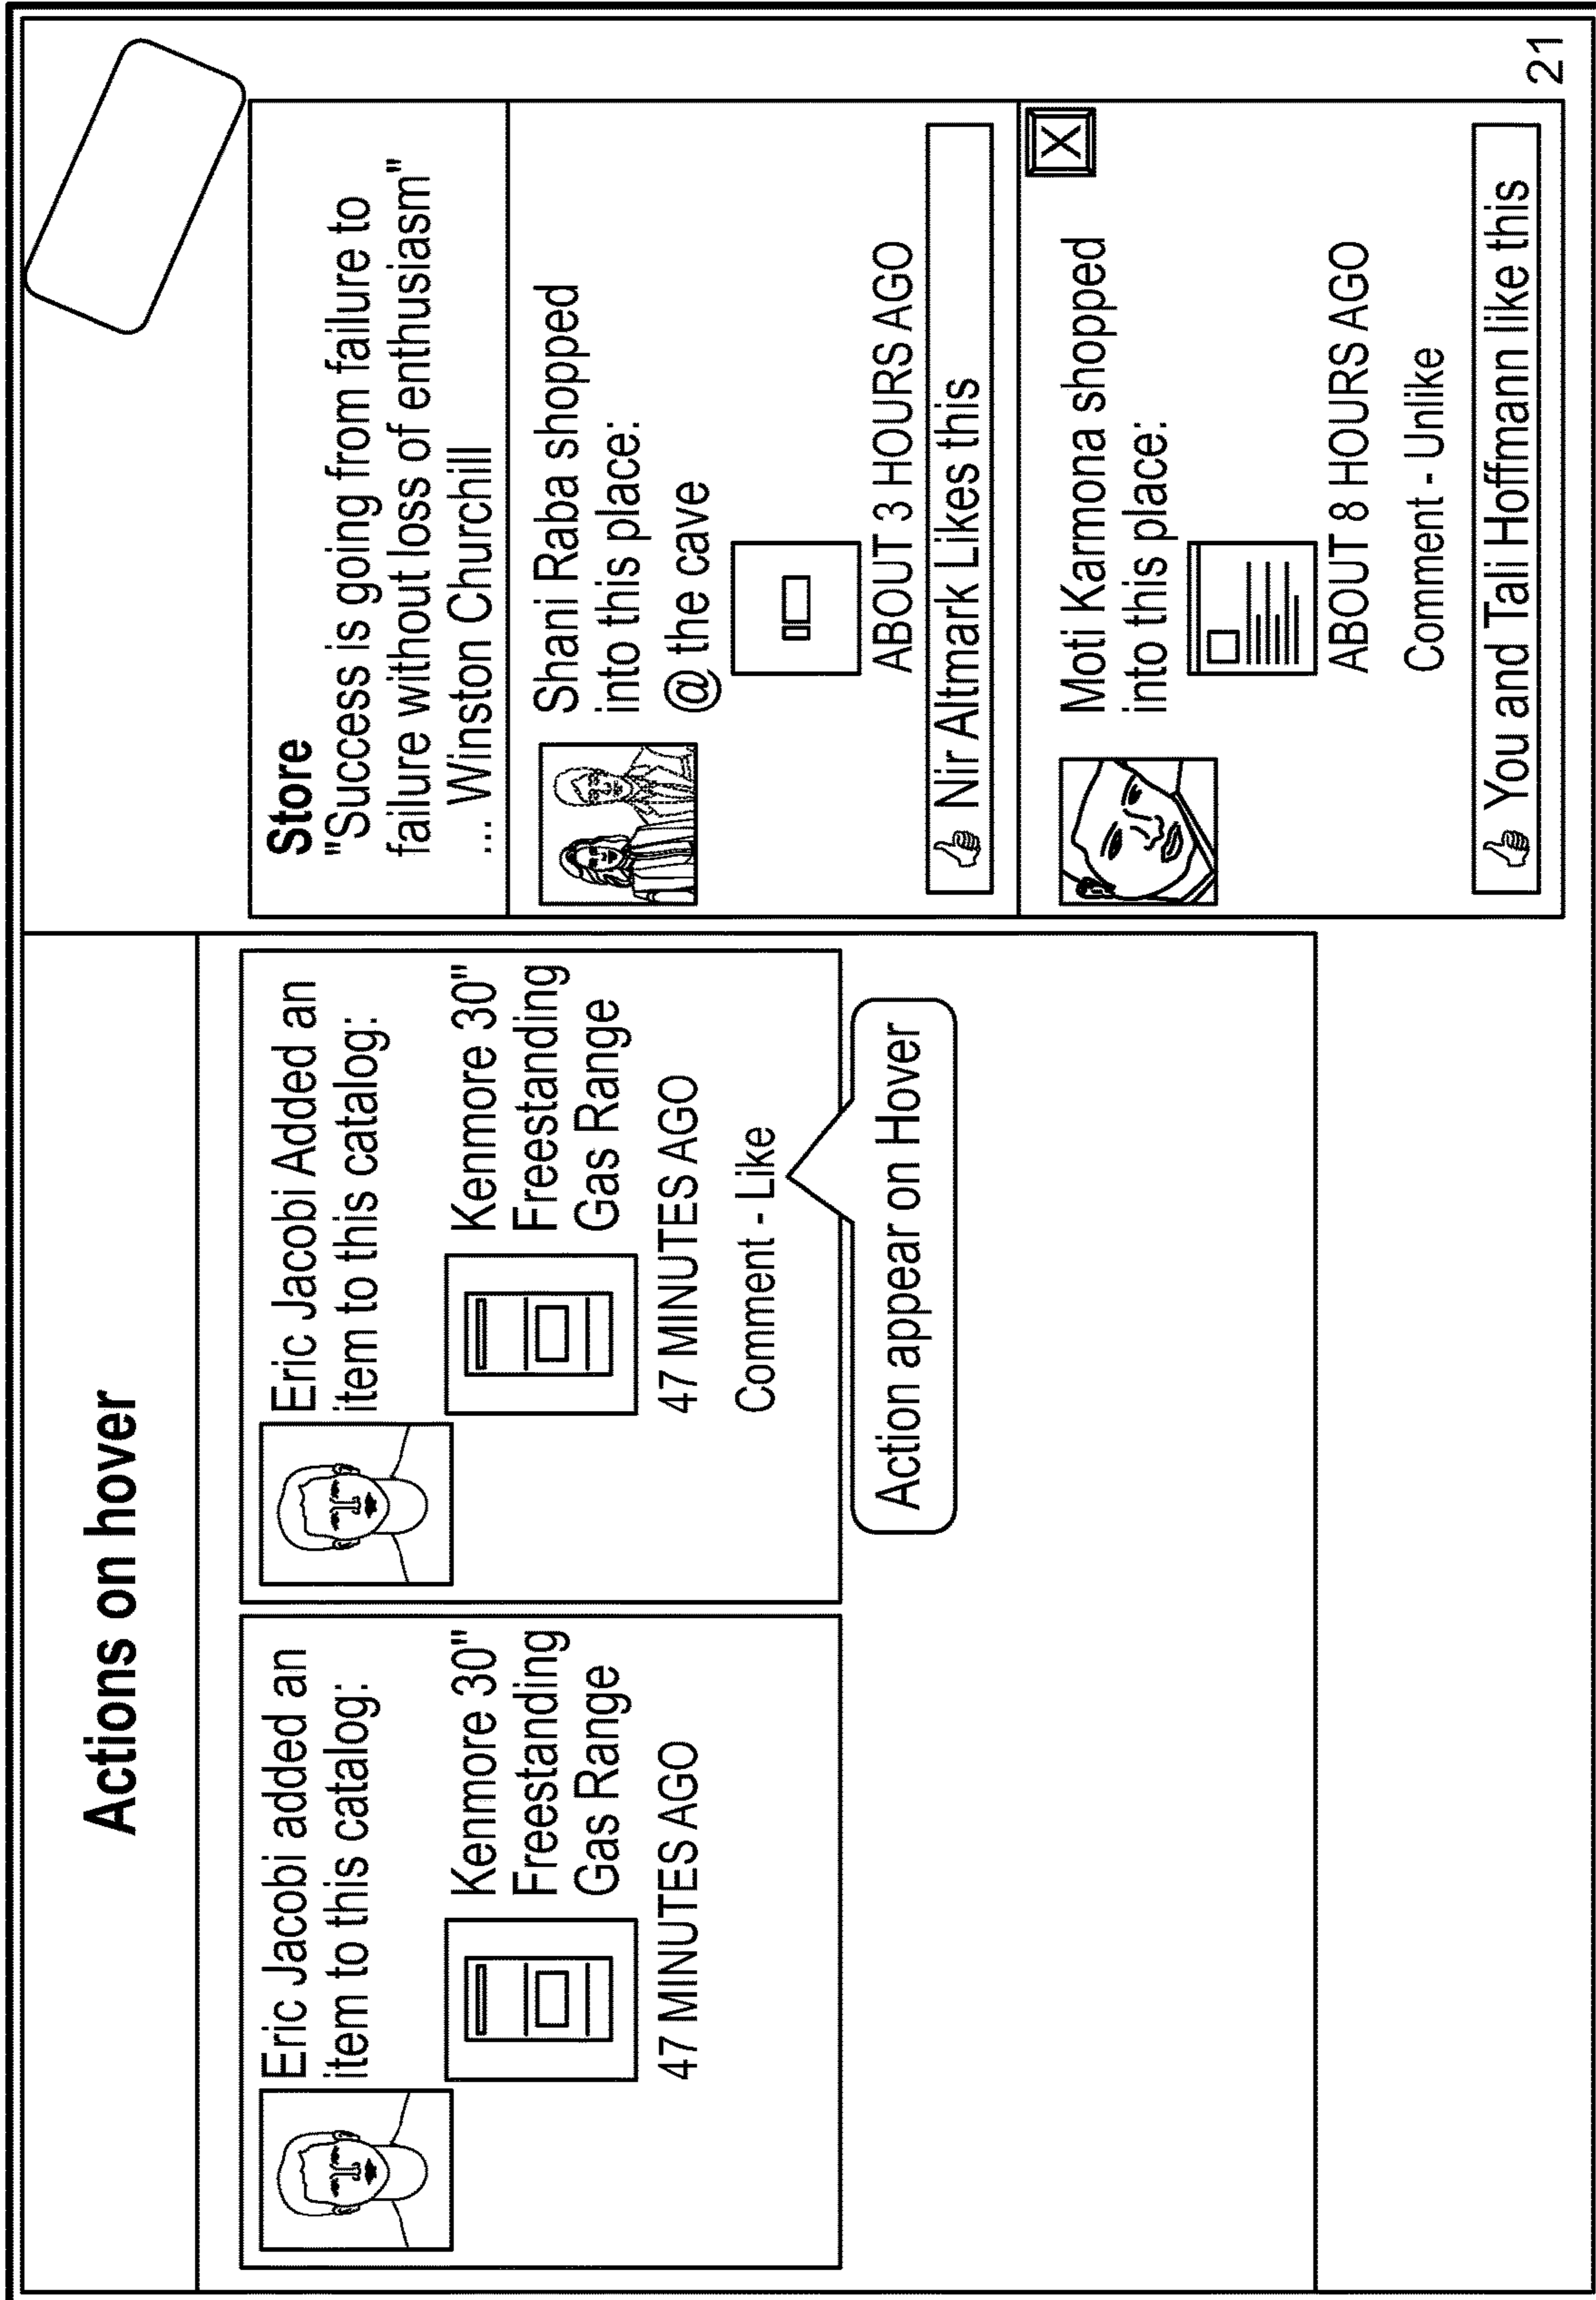 Actions on hover
Eric Jacobi added an
item to this catalog:
Kenmore 30"
Freestanding
Gas Range
47 MINUTES AGO
Eric Jacobi Added an
item to this catalog:
Kenmore 30"
Freestanding
Gas Range
47 MINUTES AGO
Comment - Like
Action appear on Hover
Store
"Success is going from failure to
failure without loss of enthusiasm"
... Winston Churchill
Shani Raba shopped
into this place:
@ the cave
ABOUT 3 HOURS AGO
Nir Altmark Likes this
X
Moti Karmona shopped
into this place:
ABOUT 8 HOURS AGO
Comment - Unlike
You and Tali Hoffmann like this
21